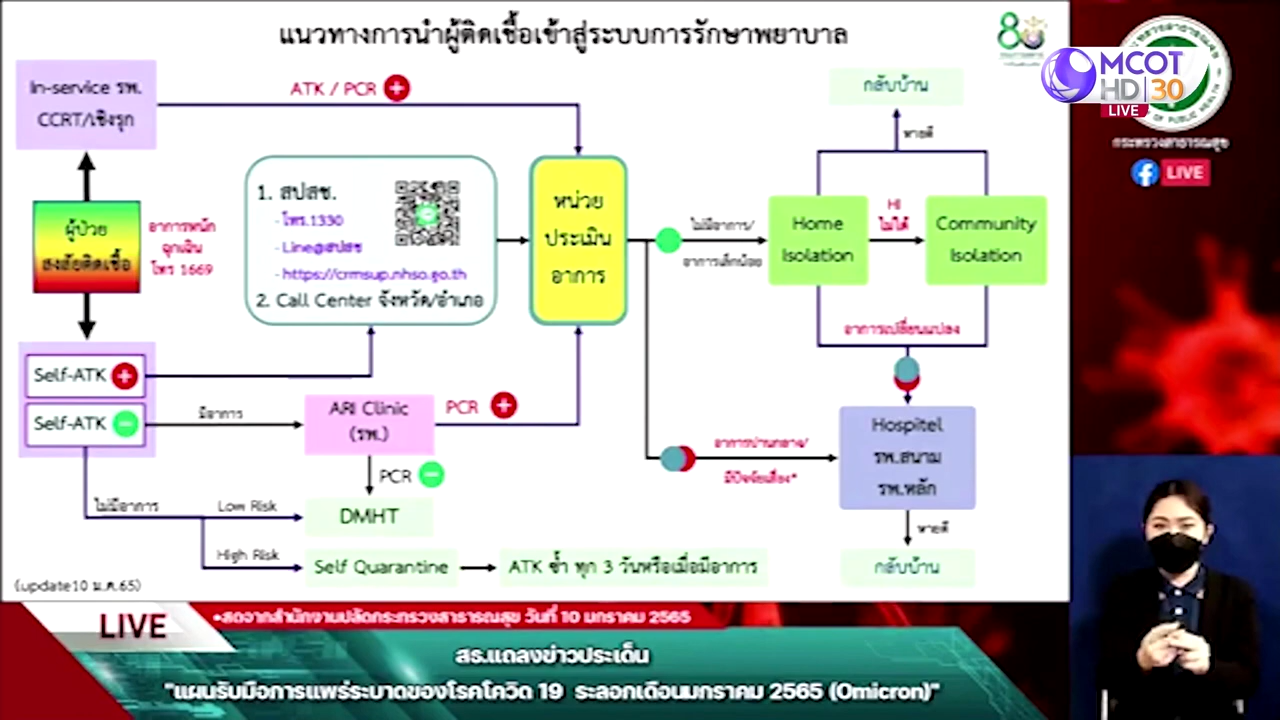 แนวทางการนำผู้ติดเชื้อเข้าสู่ระบบการรักษาพยาบาล
8
MCOT
HD 30
LIVE
OF PUBLIC HEALTH
กระทรวงสาธารณสุข
f LIVE
In-service รพ.
CCRT/เชิงรุก
ATK / PCR +
กลับบ้าน
หายดี
ผู้ป่วย
สงสัยติดเชื้อ
อาการหนัก
ฉุกเฉิน
โทร 1669
1. สปสช.
- โทร.1330
- Line@สปสช
- https://crmsup.nhso.go.th
2. Call Center จังหวัด/อำเภอ
หน่วย
ประเมิน
อาการ
ไม่มีอาการ/
อาการเล็กน้อย
Home
Isolation
HI
ไม่ได้
Community
Isolation
อาการเปลี่ยนแปลง
Self-ATK +
Self-ATK -
มีอาการ
ARI Clinic
(รพ.)
PCR +
PCR -
อาการปานกลาง/
มีปัจจัยเสี่ยง*
Hospitel
รพ.สนาม
รพ.หลัก
หายดี
กลับบ้าน
ไม่มีอาการ
Low Risk
DMHT
High Risk
Self Quarantine
ATK ซ้ำ ทุก 3 วันหรือเมื่อมีอาการ
(update10 ม.ค.65)
LIVE
•สดจากสำนักงานปลัดกระทรวงสาธารณสุข วันที่ 10 มกราคม 2565
สธ.แถลงข่าวประเด็น
"แผนรับมือการแพร่ระบาดของโรคโควิด 19 ระลอกเดือนมกราคม 2565 (Omicron)"